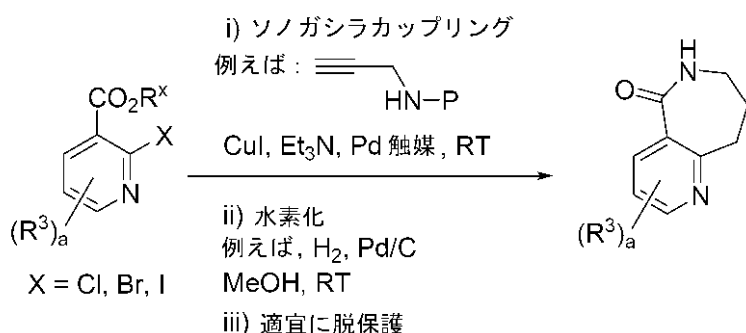 i) ソノガシラカップリング
例えば :
HN–P
CuI, Et₃N, Pd 触媒, RT
ii) 水素化
例えば, H₂, Pd/C
MeOH, RT
iii) 適宜に脱保護
CO₂Rˣ
X
N
(R³)ₐ
X = Cl, Br, I
H
N
O
N
(R³)ₐ